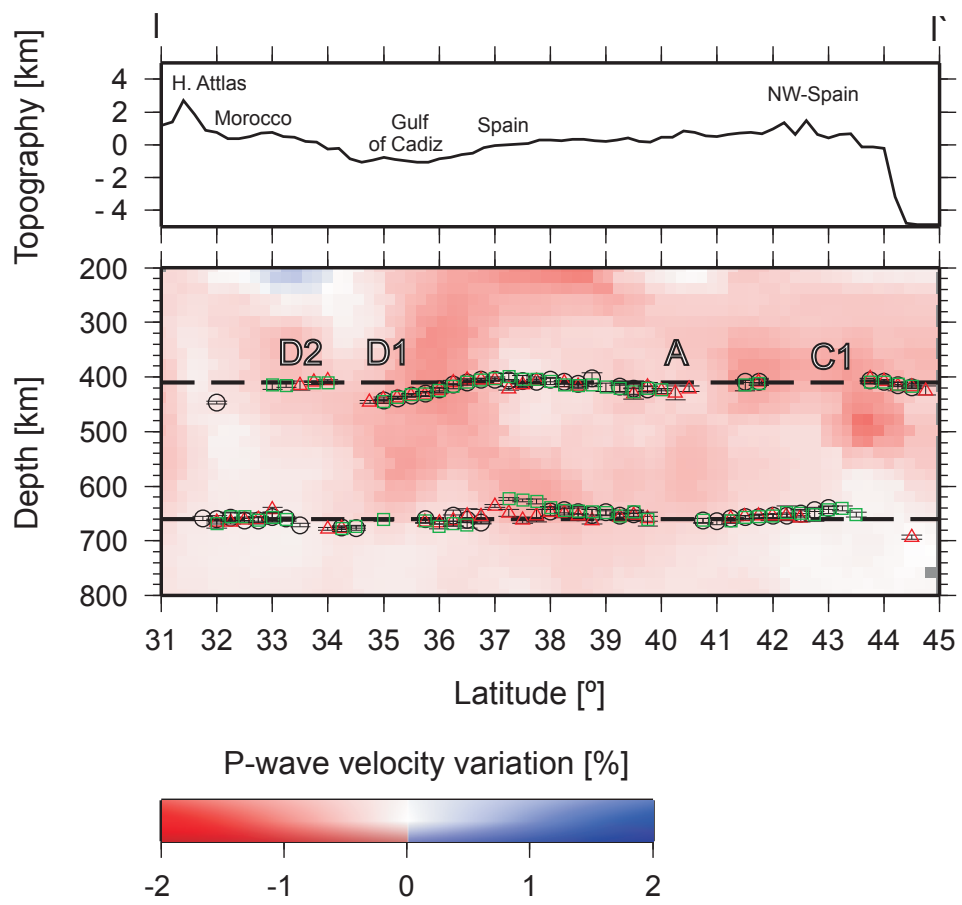 I I`
Topography [km]
4
2
0
- 2
- 4
H. Attlas
Morocco
Gulf
of Cadiz
Spain
NW-Spain
Depth [km]
200
300
400
500
600
700
800
D2 D1 A C1
31 32 33 34 35 36 37 38 39 40 41 42 43 44 45
Latitude [º]
P-wave velocity variation [%]
-2 -1 0 1 2